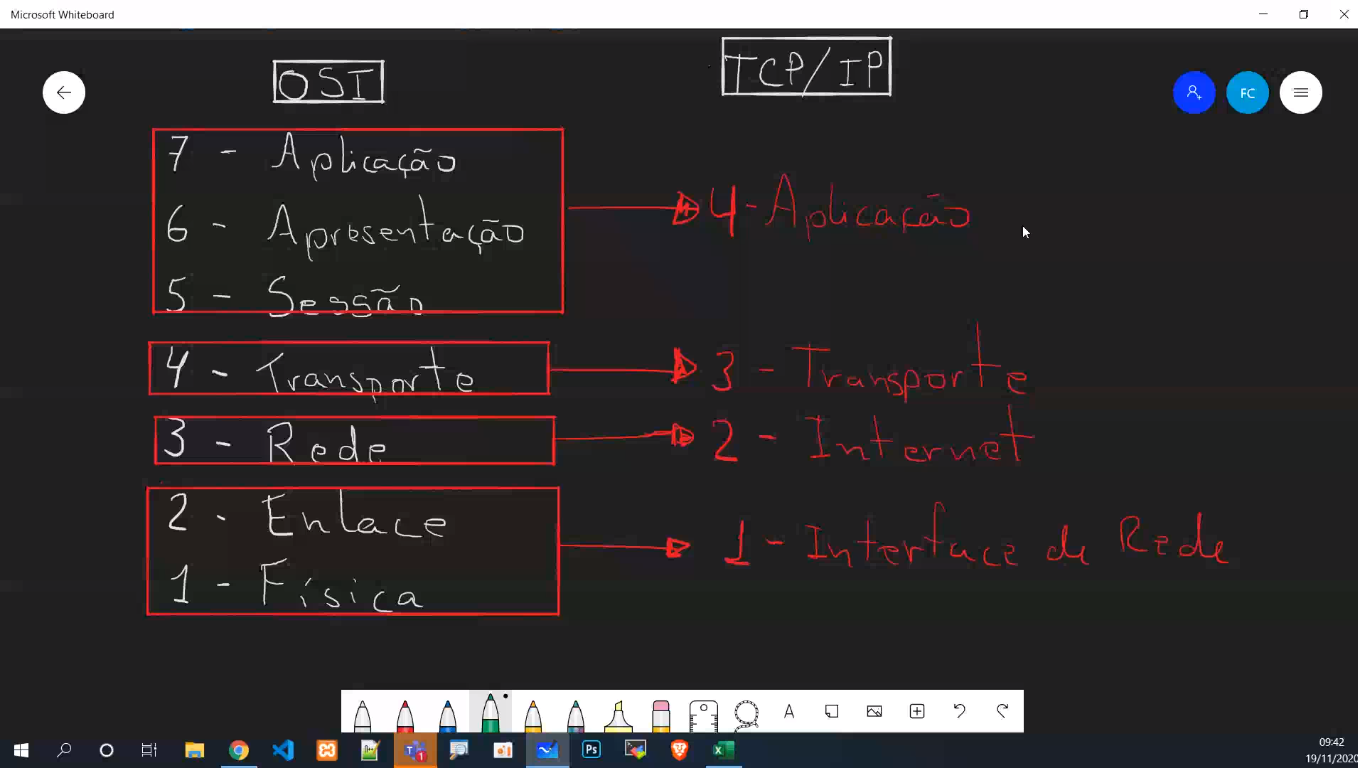 Microsoft Whiteboard
OSI
TCP/IP
FC
7 - Aplicação
6 - Apresentação
5 - Sessão
4 - Aplicação
4 - Transporte
3 - Transporte
3 - Rede
2 - Internet
2 - Enlace
1 - Física
1 - Interface de Rede
A
09:42
19/11/2020